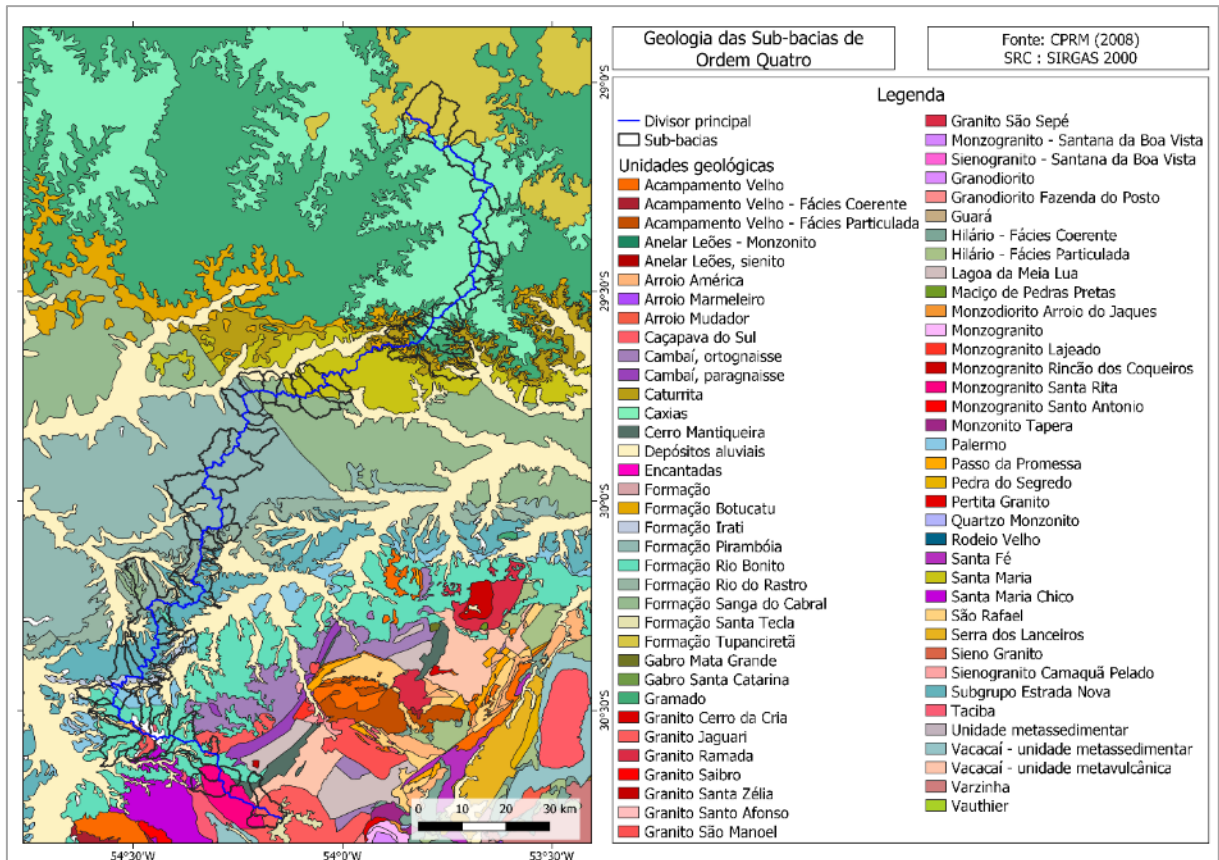 Geologia das Sub-bacias de
Ordem Quatro
Fonte: CPRM (2008)
SRC : SIRGAS 2000
Legenda
Divisor principal
Sub-bacias
Unidades geológicas
Acampamento Velho
Acampamento Velho - Fácies Coerente
Acampamento Velho - Fácies Particulada
Anelar Leões - Monzonito
Anelar Leões, sienito
Arroio América
Arroio Marmeleiro
Arroio Mudador
Caçapava do Sul
Cambaí, ortognaisse
Cambaí, paragnaisse
Caturrita
Caxias
Cerro Mantiqueira
Depósitos aluviais
Encantadas
Formação
Formação Botucatu
Formação Irati
Formação Pirambóia
Formação Rio Bonito
Formação Rio do Rastro
Formação Sanga do Cabral
Formação Santa Tecla
Formação Tupanciretã
Gabro Mata Grande
Gabro Santa Catarina
Gramado
Granito Cerro da Cria
Granito Jaguari
Granito Ramada
Granito Saibro
Granito Santa Zélia
Granito Santo Afonso
Granito São Manoel
Granito São Sepé
Monzogranito - Santana da Boa Vista
Sienogranito - Santana da Boa Vista
Granodiorito
Granodiorito Fazenda do Posto
Guará
Hilário - Fácies Coerente
Hilário - Fácies Particulada
Lagoa da Meia Lua
Maciço de Pedras Pretas
Monzodiorito Arroio do Jaques
Monzogranito
Monzogranito Lajeado
Monzogranito Rincão dos Coqueiros
Monzogranito Santa Rita
Monzogranito Santo Antonio
Monzonito Tapera
Palermo
Passo da Promessa
Pedra do Segredo
Pertita Granito
Quartzo Monzonito
Rodeio Velho
Santa Fé
Santa Maria
Santa Maria Chico
São Rafael
Serra dos Lanceiros
Sieno Granito
Sienogranito Camaquã Pelado
Subgrupo Estrada Nova
Taciba
Unidade metassedimentar
Vacacaí - unidade metassedimentar
Vacacaí - unidade metavulcânica
Varzinha
Vauthier
29°0'S
29°30'S
30°0'S
30°30'S
0 10 20 30 km
54°30'W 54°0'W 53°30'W